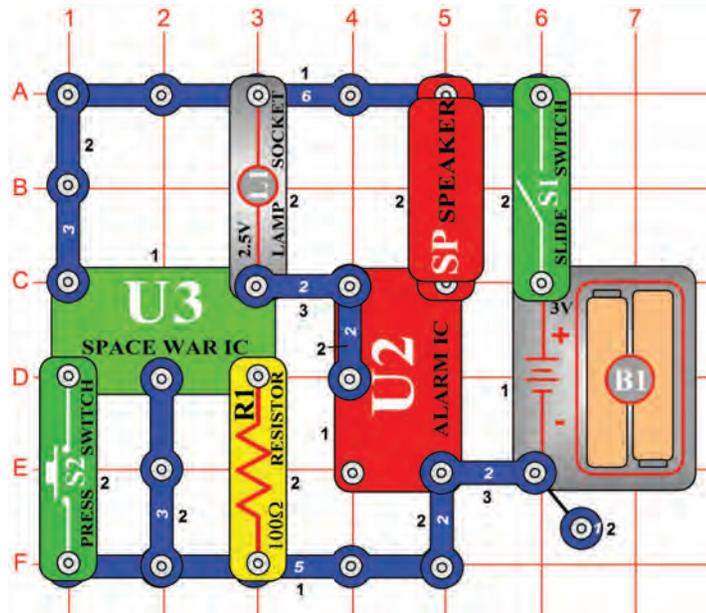 1 2 3 4 5 6 7
A
B
C
D
E
F
1
6
2
3
1
2
2
2
2.5V
L1
LAMP SOCKET
SP SPEAKER
S1
SLIDE SWITCH
U3
SPACE WAR IC
2
3
2
2
1
U2
ALARM IC
3V
+
-
B1
1
S2
PRESS SWITCH
2
3
2
R1
100Ω
RESISTOR
2
2
3
2
2
1
2
5
1